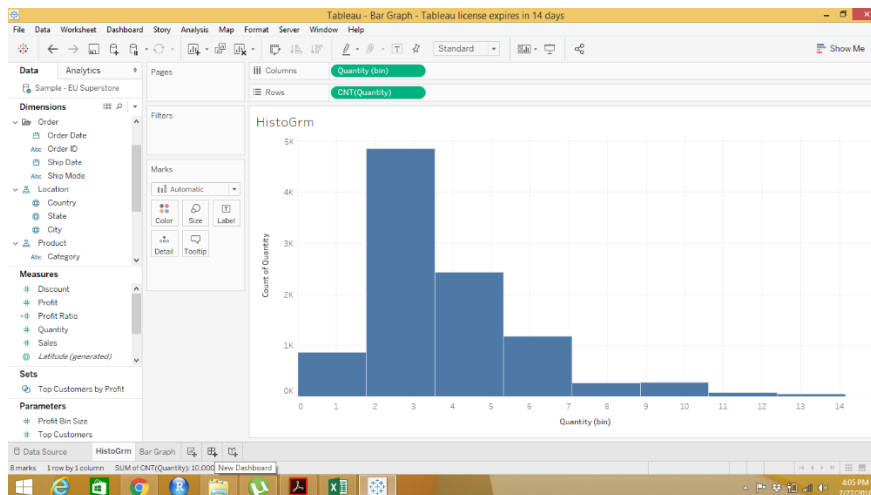 Tableau - Bar Graph - Tableau license expires in 14 days
File Data Worksheet Dashboard Story Analysis Map Format Server Window Help
Standard
Show Me
Data Analytics
Sample - EU Superstore
Dimensions
Order
Order Date
Abc Order ID
Ship Date
Abc Ship Mode
Location
Country
State
City
Product
Abc Category
Measures
# Discount
# Profit
=# Profit Ratio
# Quantity
# Sales
Latitude (generated)
Sets
Top Customers by Profit
Parameters
# Profit Bin Size
# Top Customers
Pages
Filters
Marks
Automatic
Color Size T Label
Detail Tooltip
Columns Quantity (bin)
Rows CNT(Quantity)
HistoGrm
5K
4K
3K
2K
1K
0K
Count of Quantity
0 1 2 3 4 5 6 7 8 9 10 11 12 13 14
Quantity (bin)
Data Source HistoGrm Bar Graph
8 marks 1 row by 1 column SUM of CNT(Quantity): 10,000 New Dashboard
4:05 PM